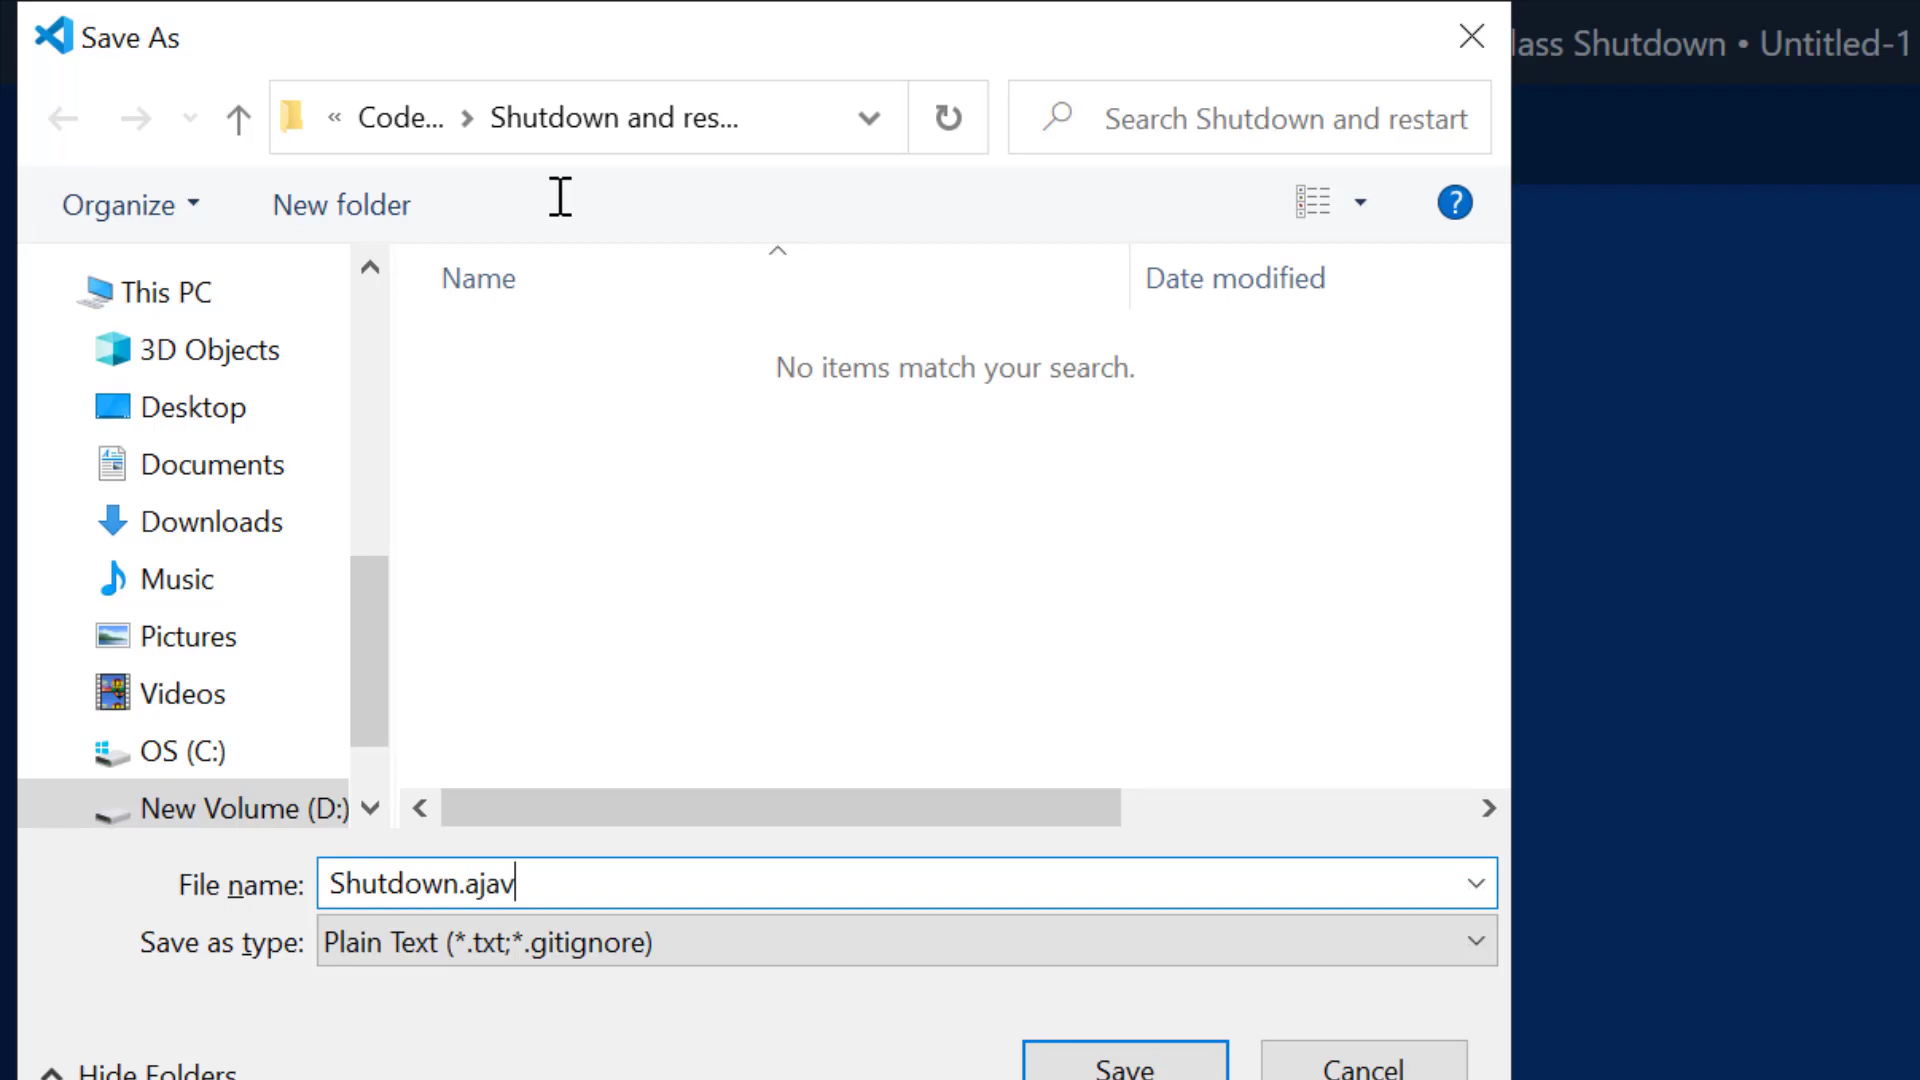 Save As
lass Shutdown • Untitled-1
« Code... > Shutdown and res...
Search Shutdown and restart
Organize
New folder
?
Name
Date modified
This PC
3D Objects
Desktop
Documents
Downloads
Music
Pictures
Videos
OS (C:)
New Volume (D:)
No items match your search.
File name: Shutdown.ajav
Save as type: Plain Text (*.txt;*.gitignore)
Hide Folders
Save
Cancel